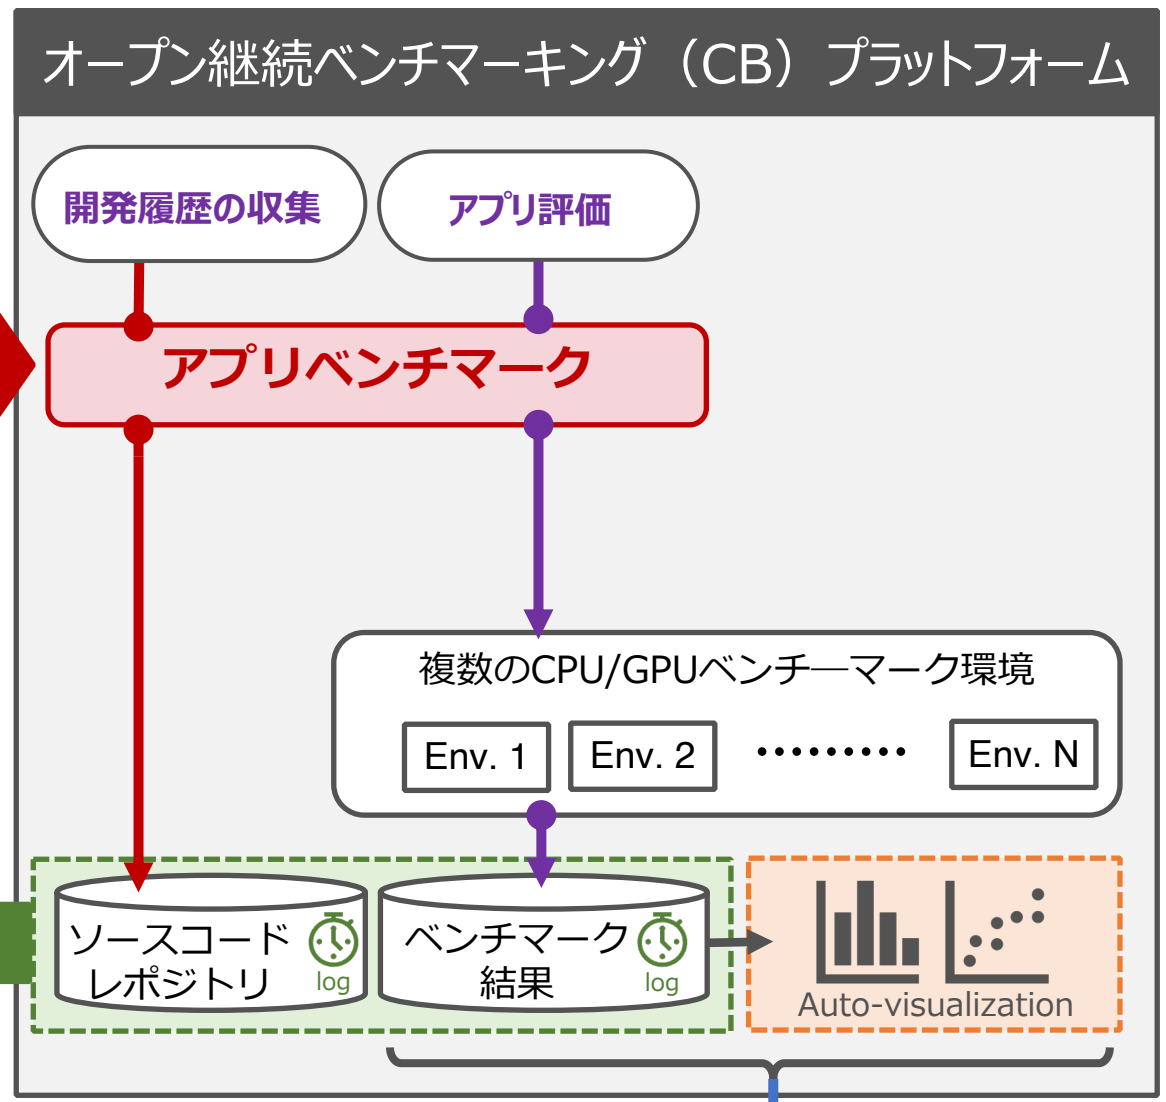 オープン継続ベンチマーキング（CB）プラットフォーム
開発履歴の収集
アプリ評価
アプリベンチマーク
複数のCPU/GPUベンチ―マーク環境
Env. 1
Env. 2
·········
Env. N
ソースコード
レポジトリ
log
ベンチマーク
結果
log
Auto-visualization